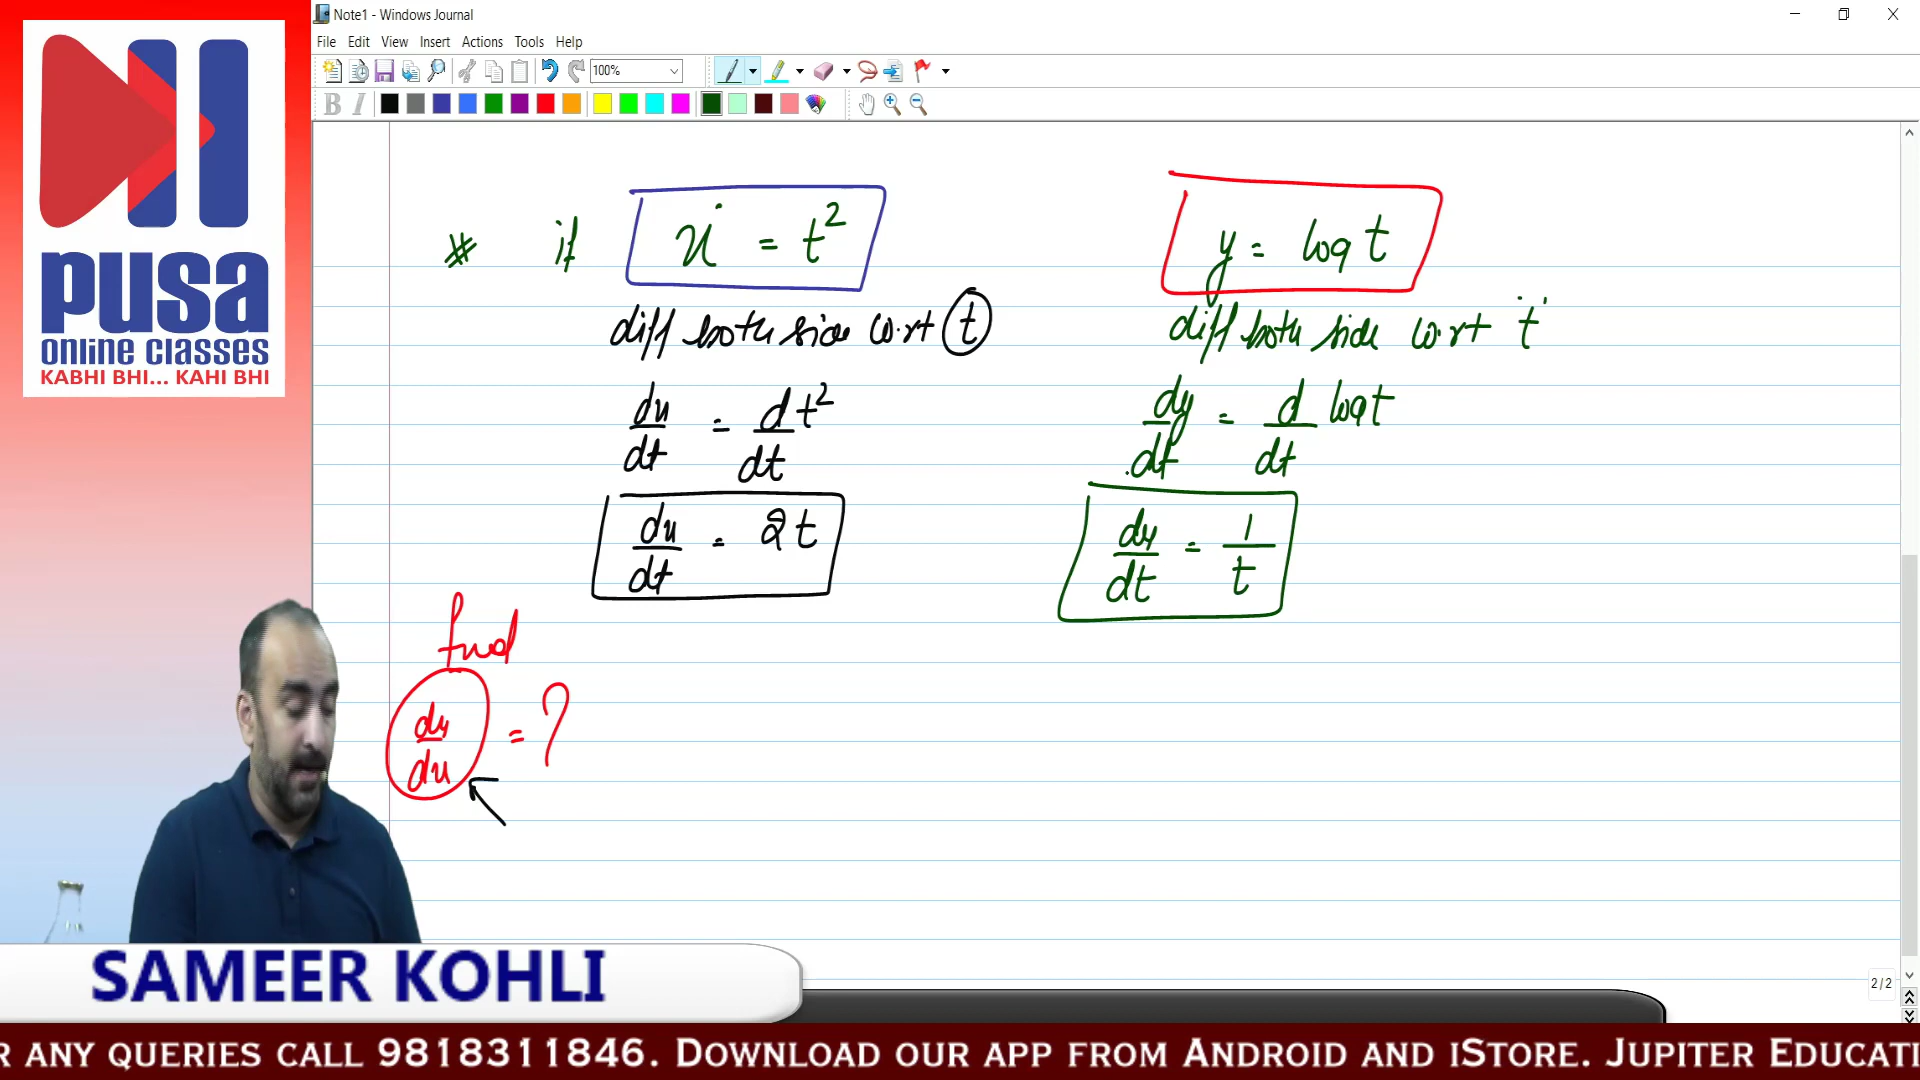 Note1 - Windows Journal
File Edit View Insert Actions Tools Help
100%
B I
PUSA
ONLINE CLASSES
KABHI BHI... KAHI BHI
* if x = t² y = log t
diff both side w.r.t t diff both side w.r.t 't'
dx/dt = d/dt t² dy/dt = d/dt log t
dx/dt = 2t dy/dt = 1/t
find
dy/dx = ?
2 / 2
SAMEER KOHLI
R ANY QUERIES CALL 9818311846. DOWNLOAD OUR APP FROM ANDROID AND iSTORE. JUPITER EDUCATI